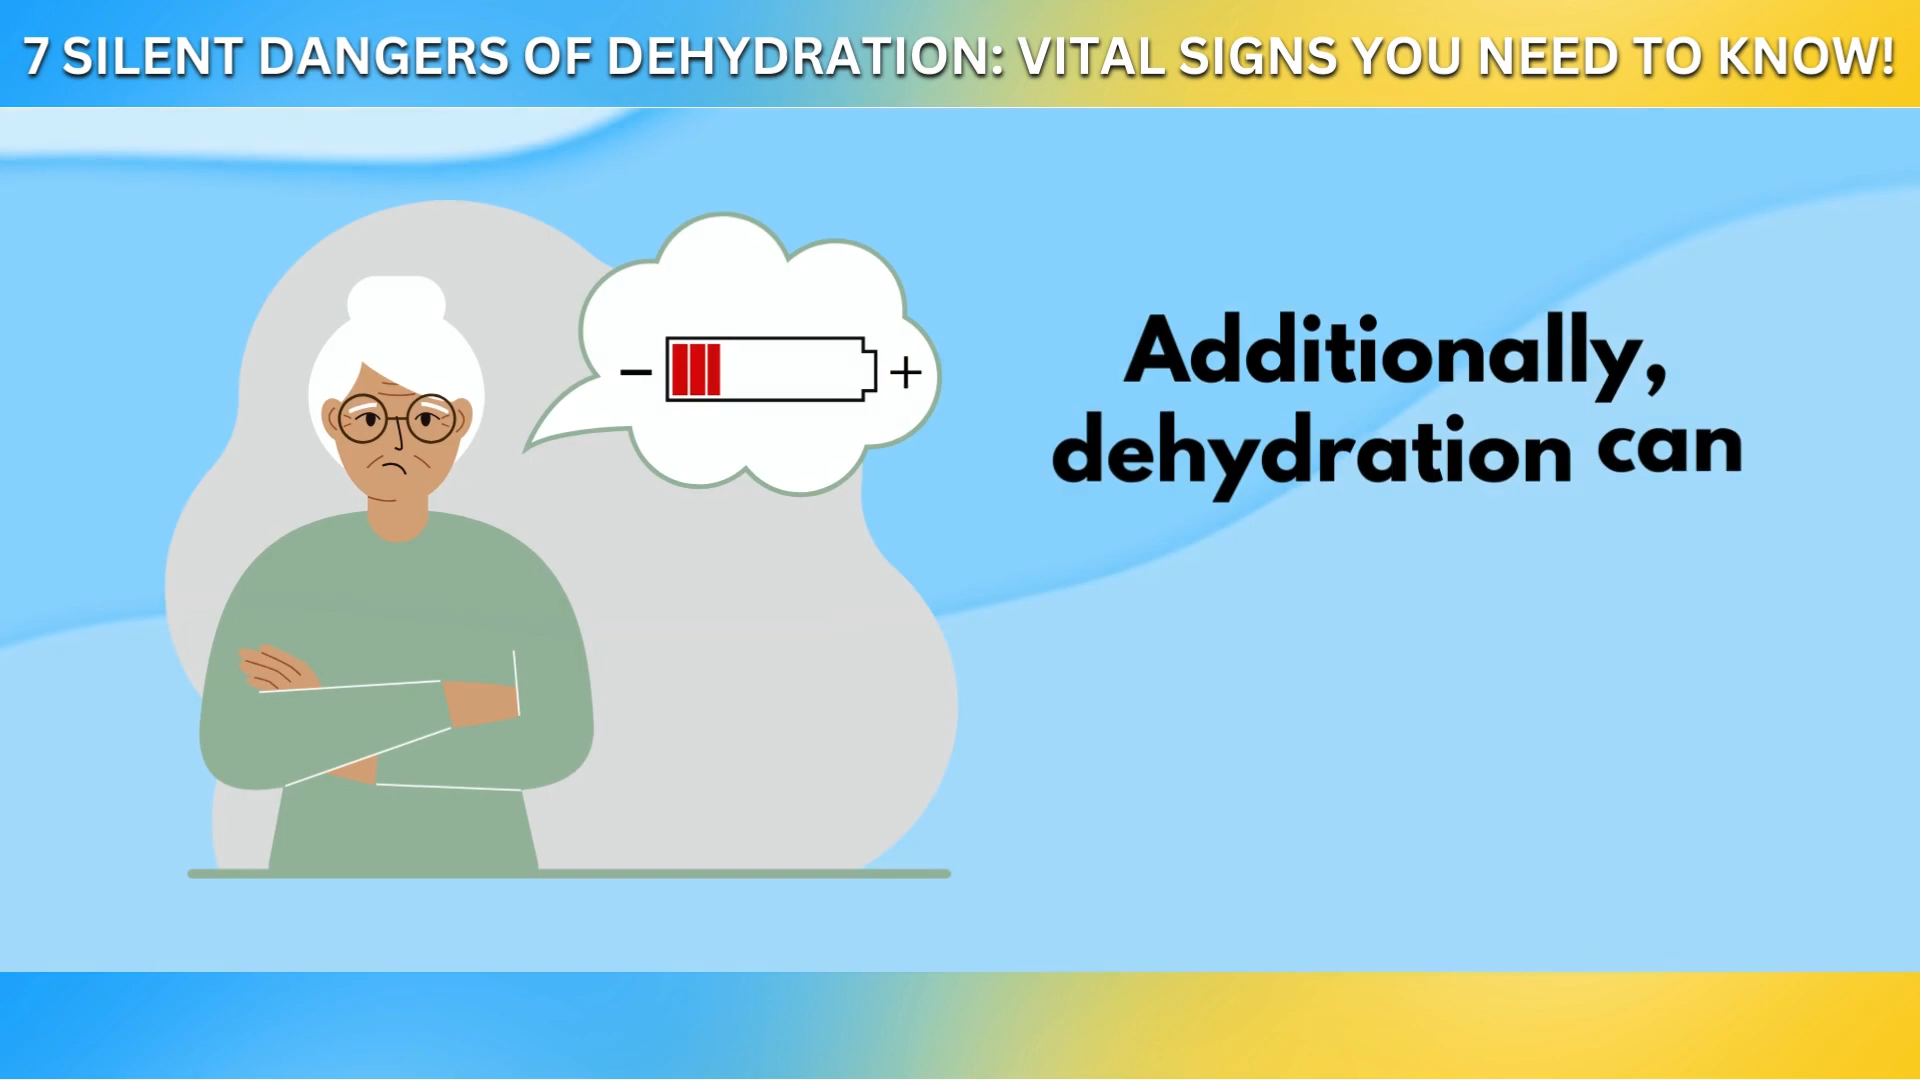 7 SILENT DANGERS OF DEHYDRATION: VITAL SIGNS YOU NEED TO KNOW!
− +
Additionally,
dehydration can